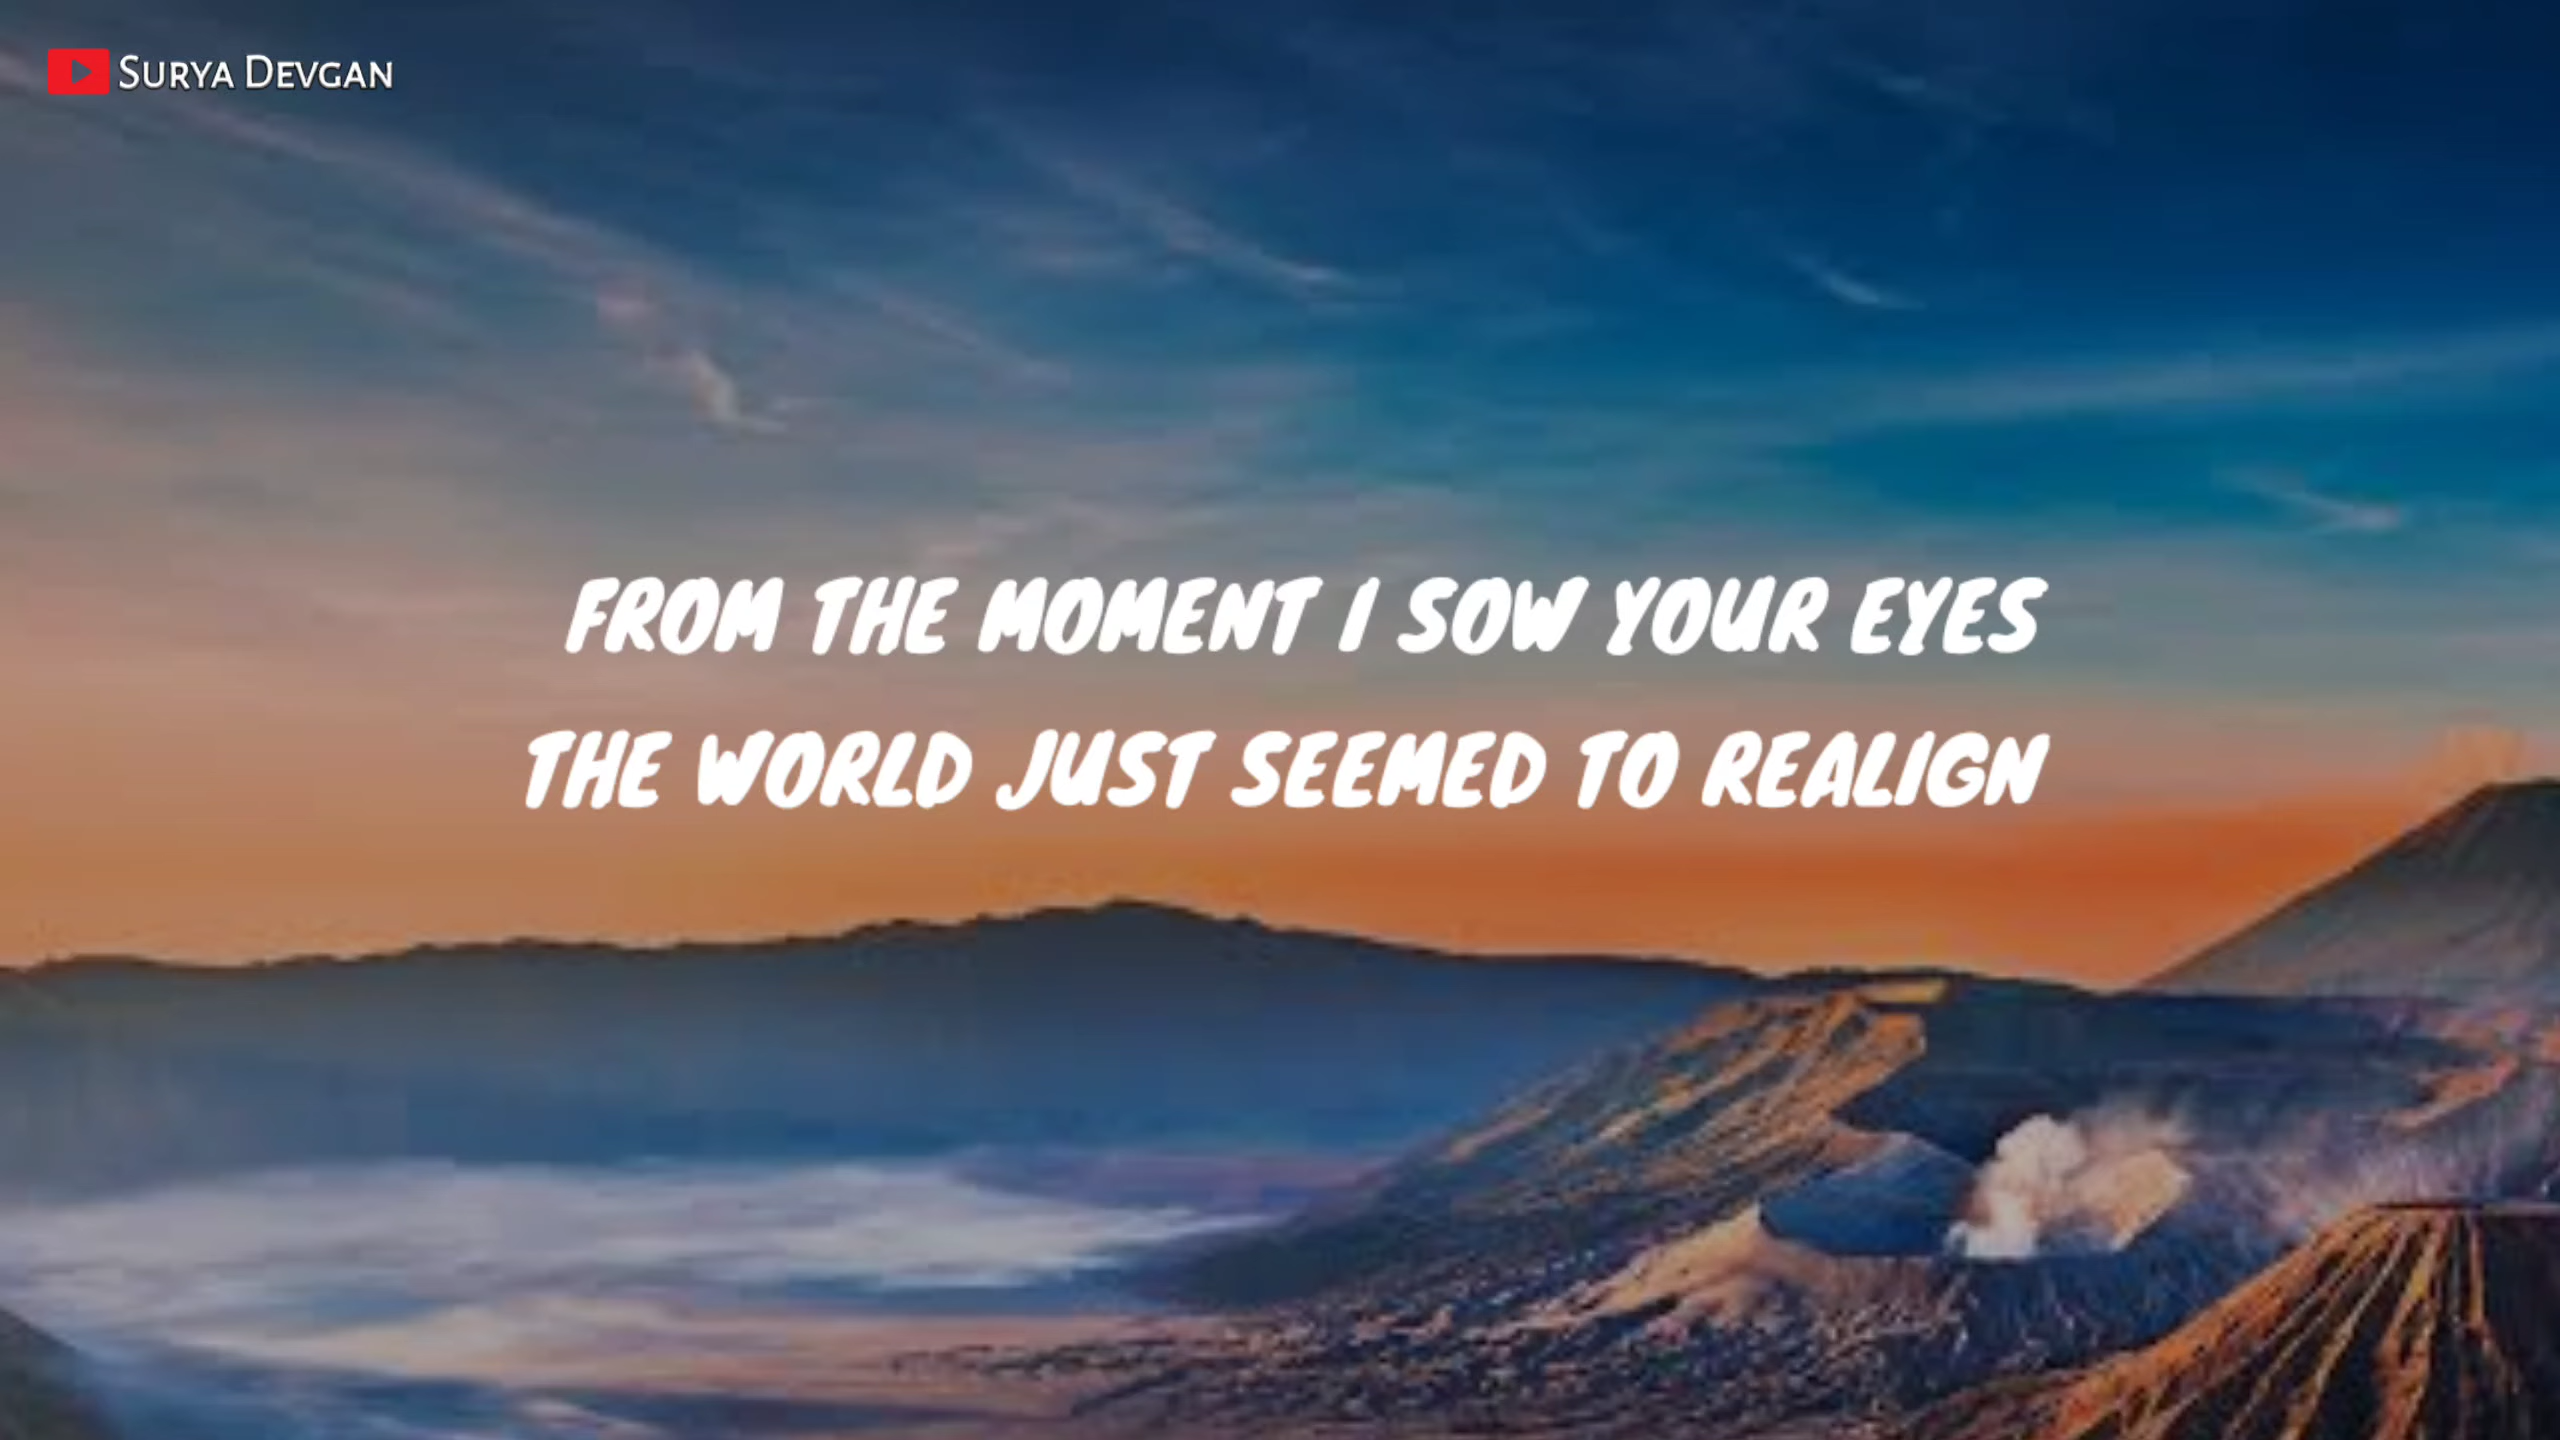 SURYA DEVGAN
FROM THE MOMENT I SOW YOUR EYES
THE WORLD JUST SEEMED TO REALIGN